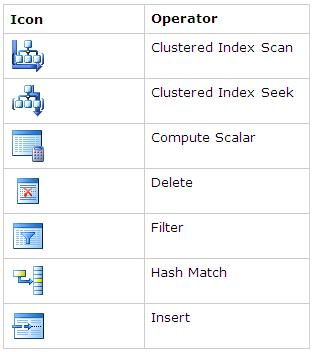 Icon Operator
Clustered Index Scan
Clustered Index Seek
Compute Scalar
Delete
Filter
Hash Match
Insert